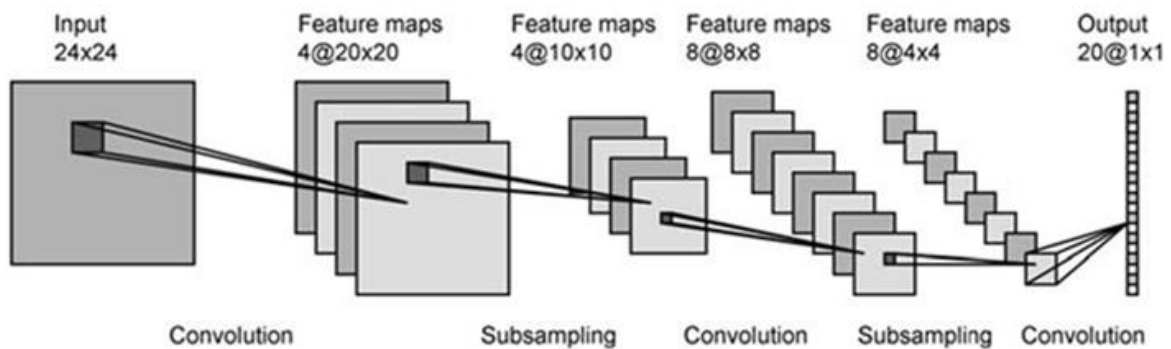 Input
24x24
Feature maps
4@20x20
Feature maps
4@10x10
Feature maps
8@8x8
Feature maps
8@4x4
Output
20@1x1
Convolution
Subsampling
Convolution
Subsampling
Convolution